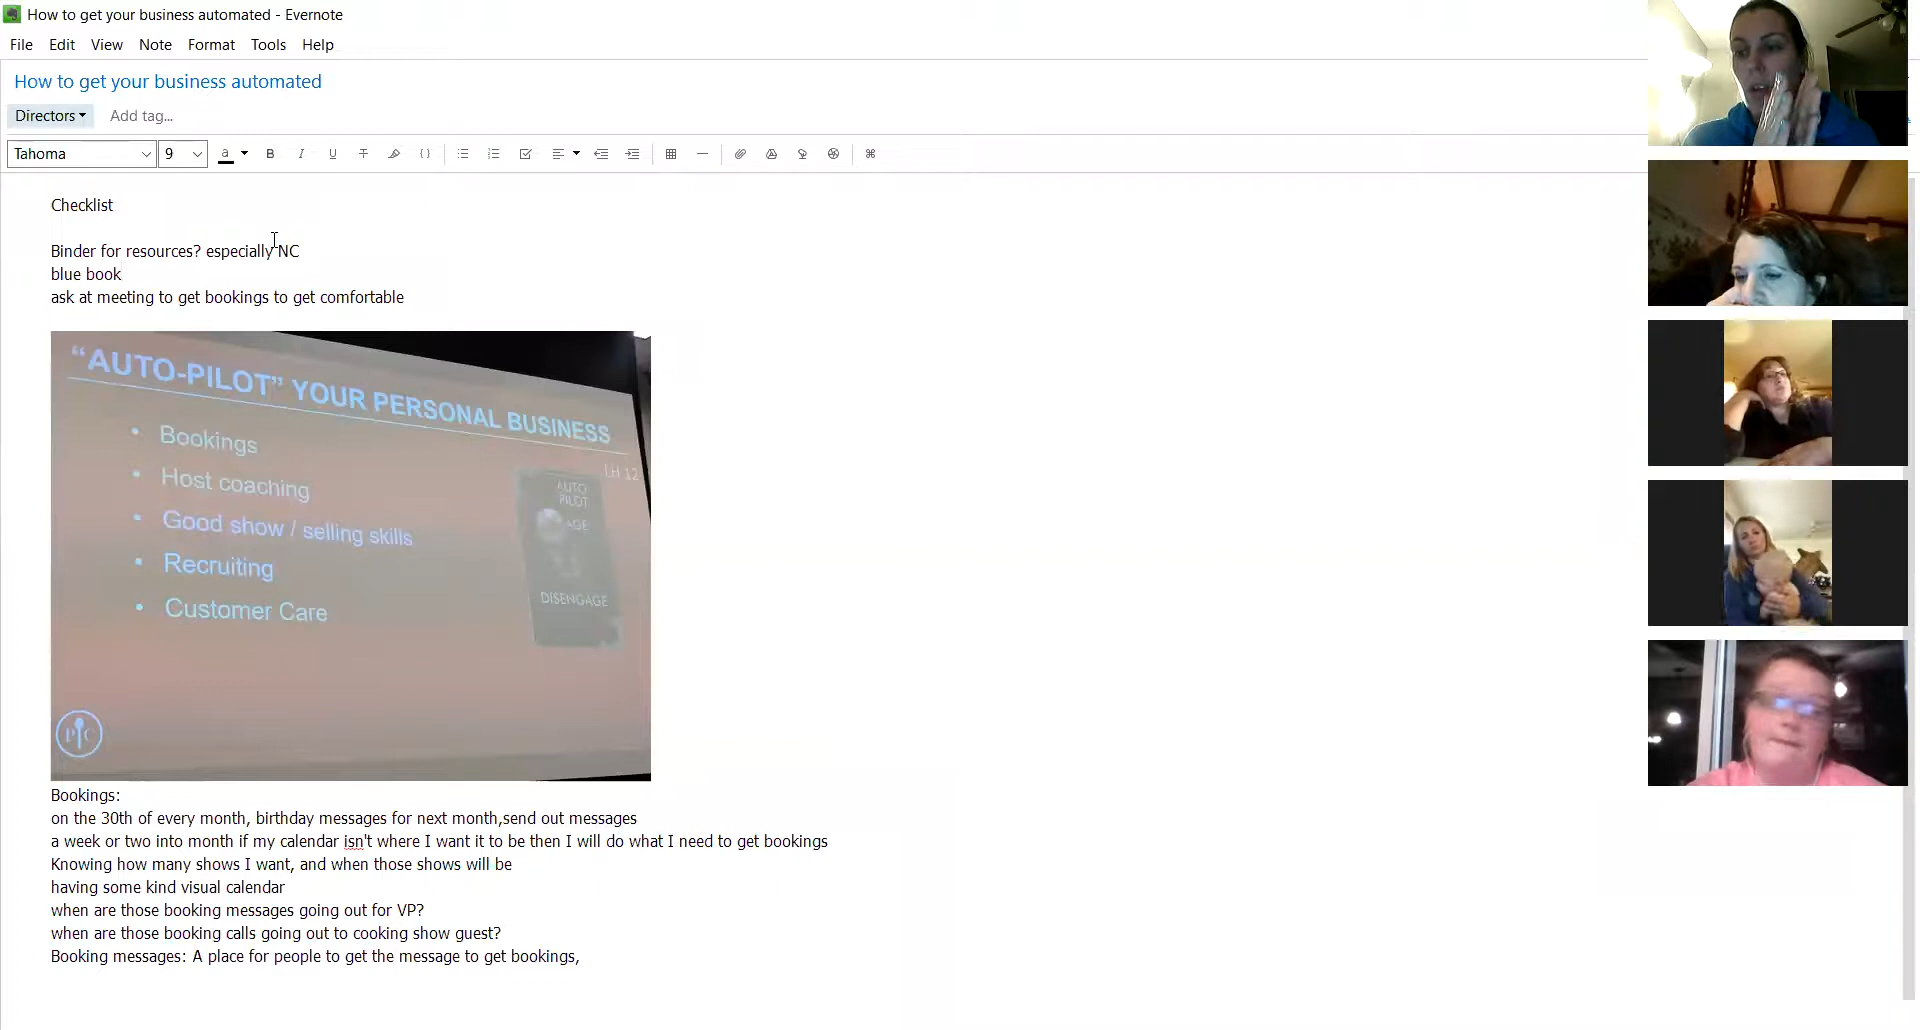 How to get your business automated - Evernote
File Edit View Note Format Tools Help
How to get your business automated
Directors Add tag...
Tahoma 9 a B I U T
Checklist
Binder for resources? especially NC
blue book
ask at meeting to get bookings to get comfortable
“AUTO-PILOT” YOUR PERSONAL BUSINESS
• Bookings
LH 12
• Host coaching
AUTO
PILOT
• Good show / selling skills
• Recruiting
DISENGAGE
• Customer Care
PC
Bookings:
on the 30th of every month, birthday messages for next month,send out messages
a week or two into month if my calendar isn't where I want it to be then I will do what I need to get bookings
Knowing how many shows I want, and when those shows will be
having some kind visual calendar
when are those booking messages going out for VP?
when are those booking calls going out to cooking show guest?
Booking messages: A place for people to get the message to get bookings,